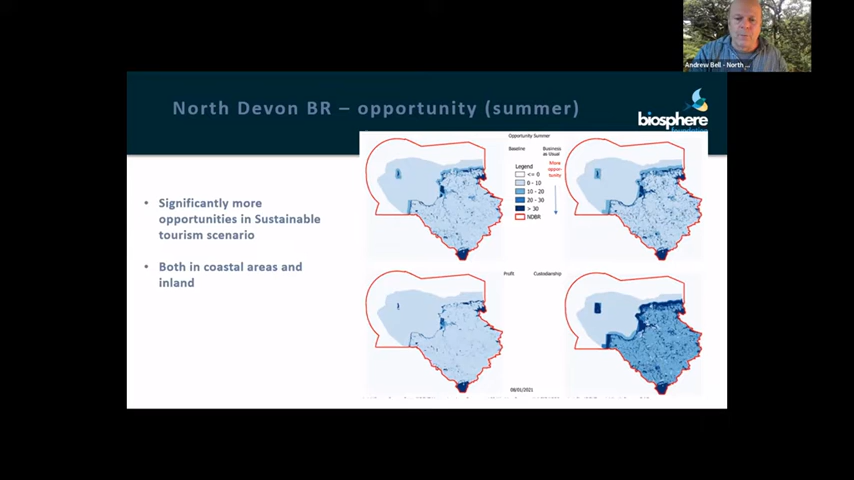 Andrew Bell - North ...
North Devon BR – opportunity (summer)
biosphere
foundation
• Significantly more
opportunities in Sustainable
tourism scenario
• Both in coastal areas and
inland
Opportunity Summer
Baseline
Business
as Usual
Legend
<= 0
0 - 10
10 - 20
20 - 30
> 30
NDBR
More
oppor-
tunity
Profit
Custodianship
08/01/2021